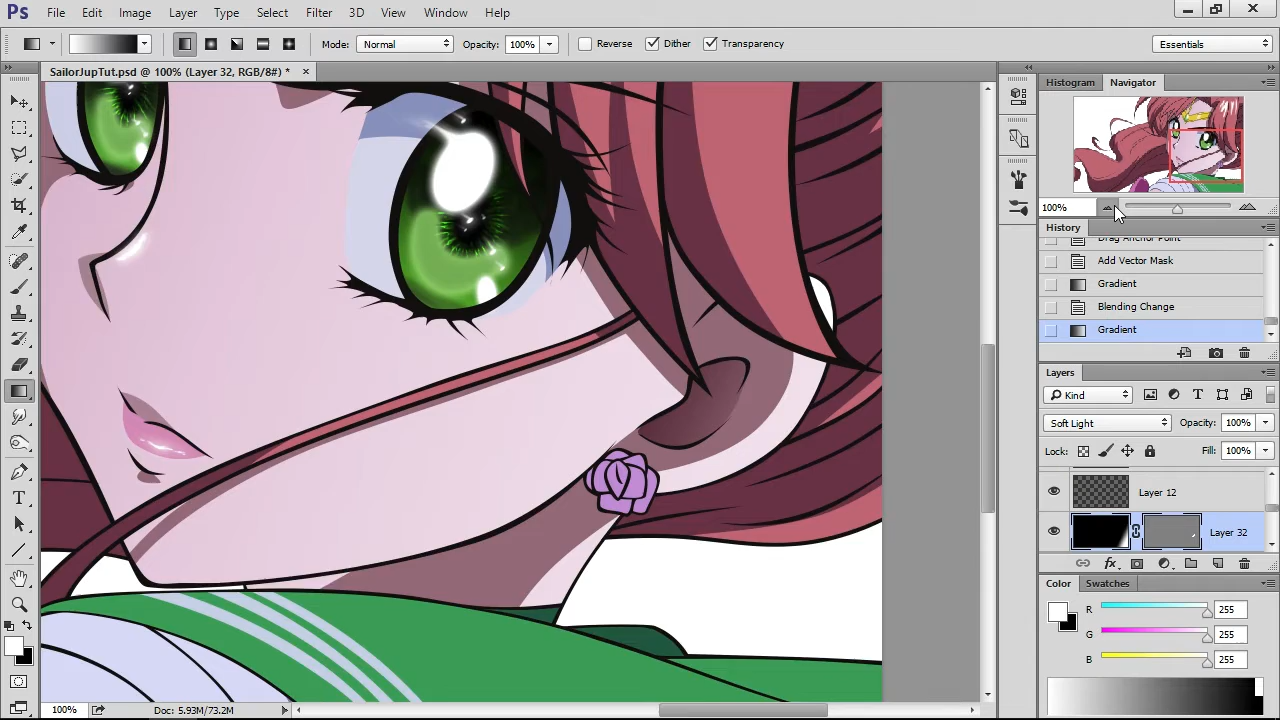 Ps File Edit Image Layer Type Select Filter 3D View Window Help
Mode: Normal Opacity: 100% Reverse Dither Transparency Essentials
SailorJupTut.psd @ 100% (Layer 32, RGB/8#) * ×
Histogram Navigator
100%
History
Drag Anchor Point
Add Vector Mask
Gradient
Blending Change
Gradient
Layers
Kind
Soft Light Opacity: 100%
Lock: Fill: 100%
Layer 12
Layer 32
fx
Color Swatches
R 255
G 255
B 255
100% Doc: 5.93M/73.2M